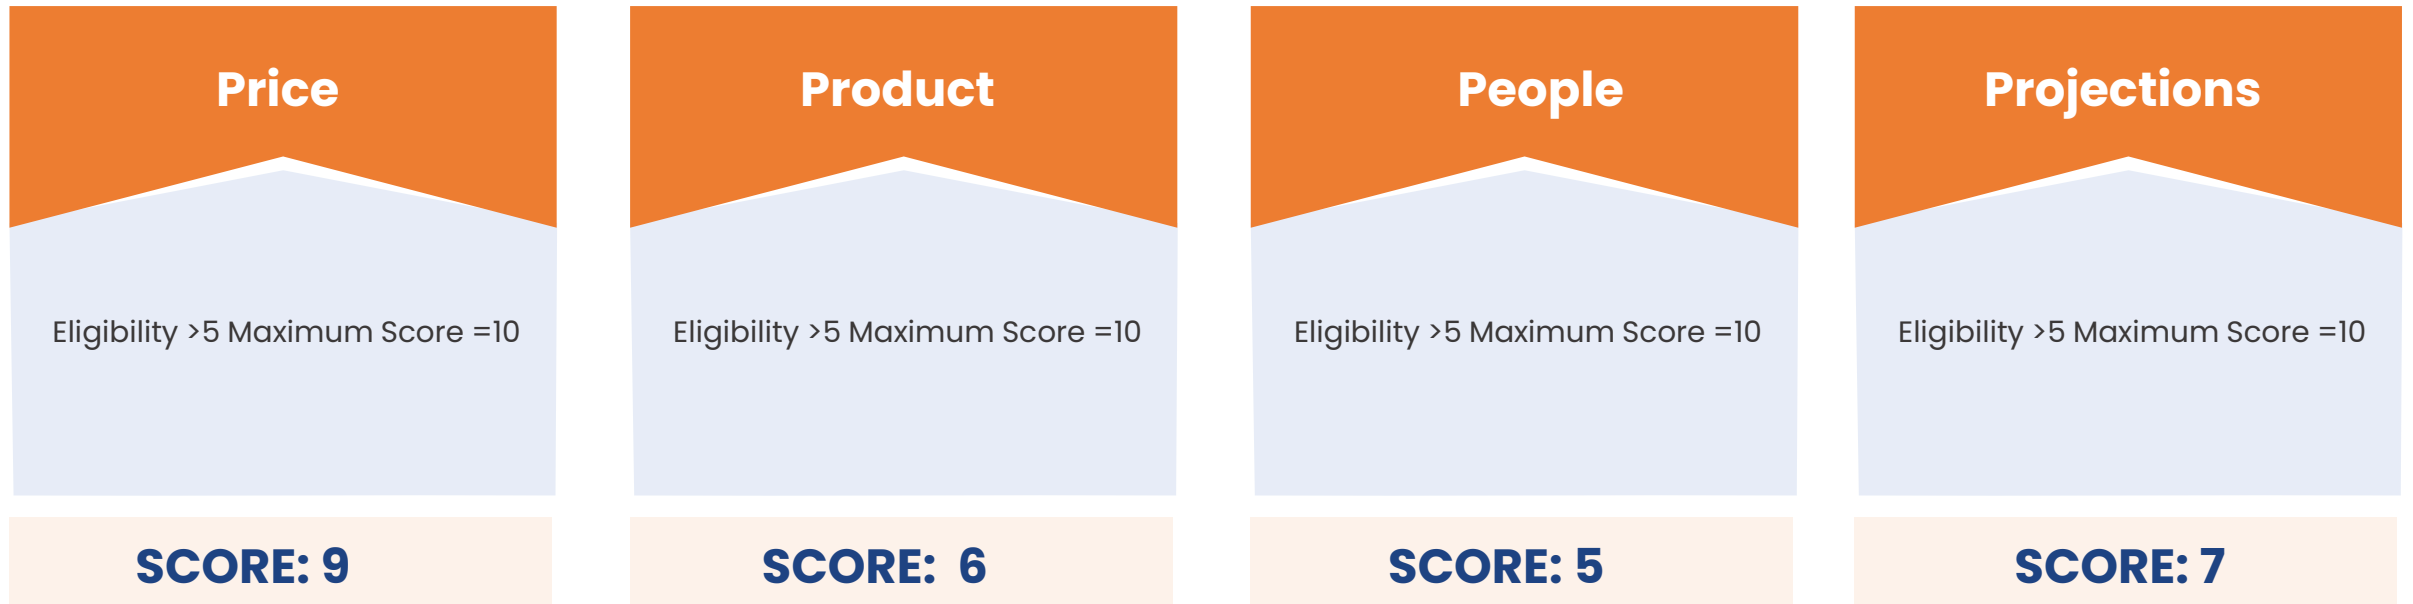 Price
Eligibility >5 Maximum Score =10
SCORE: 9
Product
Eligibility >5 Maximum Score =10
SCORE: 6
People
Eligibility >5 Maximum Score =10
SCORE: 5
Projections
Eligibility >5 Maximum Score =10
SCORE: 7